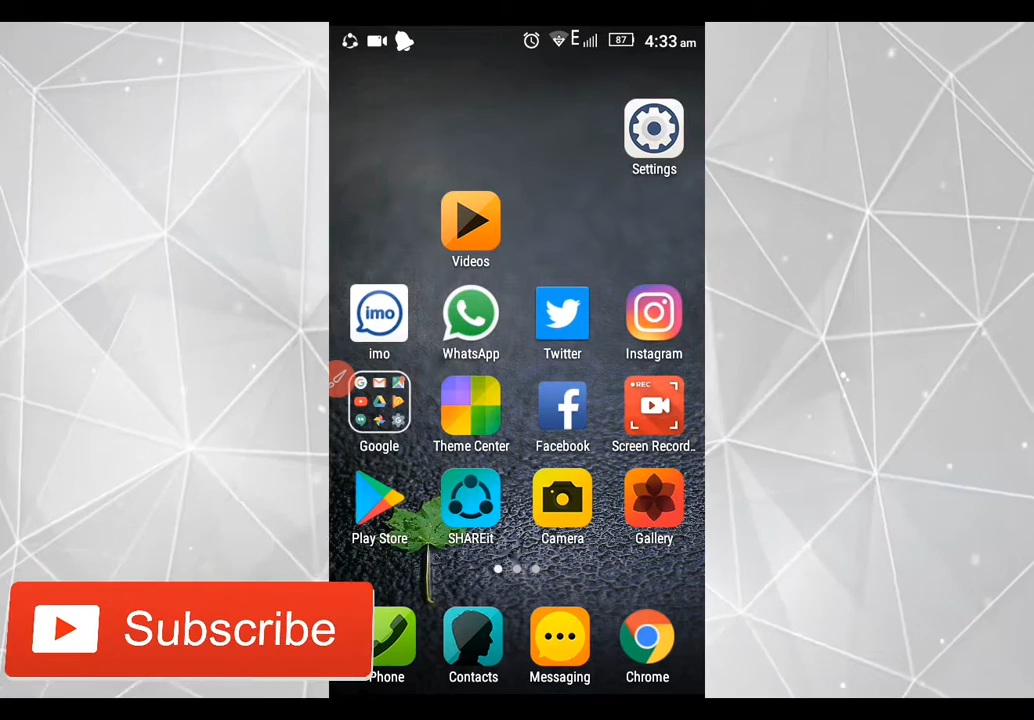 E 87 4:33 am
Settings
Videos
imo
imo WhatsApp Twitter Instagram
REC
Google Theme Center Facebook Screen Record..
Play Store SHAREit Camera Gallery
Subscribe
Phone Contacts Messaging Chrome